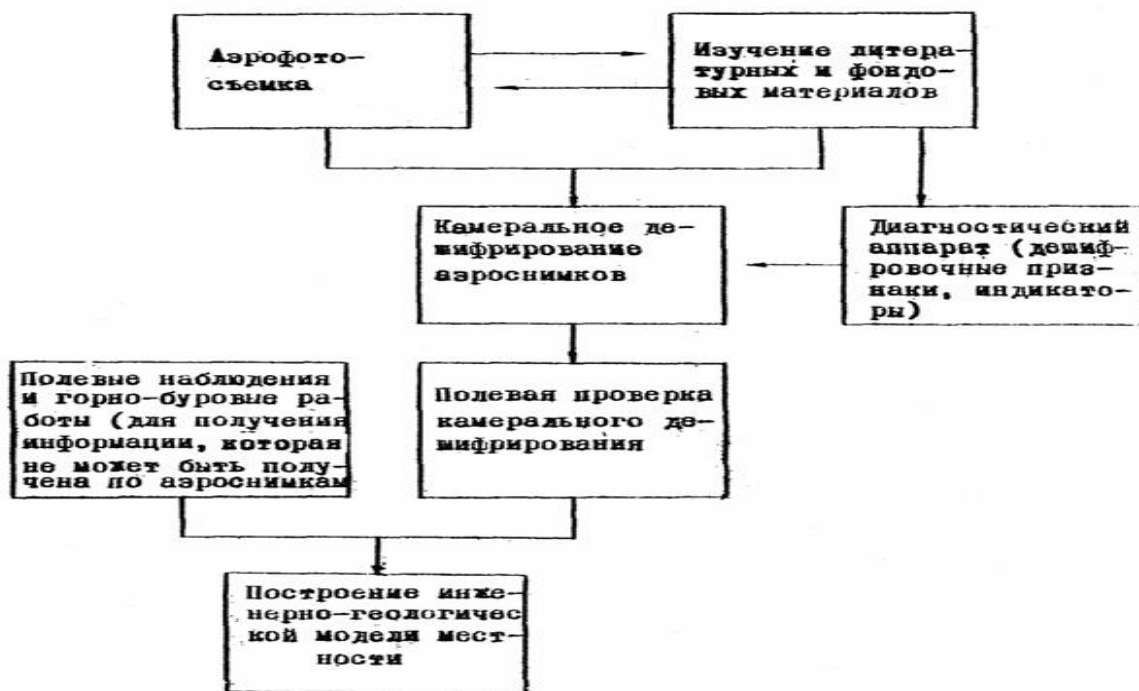 Аэрофото-
съемка
Изучение литера-
турных и фондо-
вых материалов
Камеральное де-
шифрирование
аэроснимков
Диагностический
аппарат (дешиф-
ровочные приз-
наки, индикато-
ры)
Полевые наблюдения
и горно-буровые ра-
боты (для получения
информации, которая
не может быть полу-
чена по аэроснимкам
Полевая проверка
камерального де-
шифрирования
Построение инже-
нерно-геологичес
кой модели мест-
ности